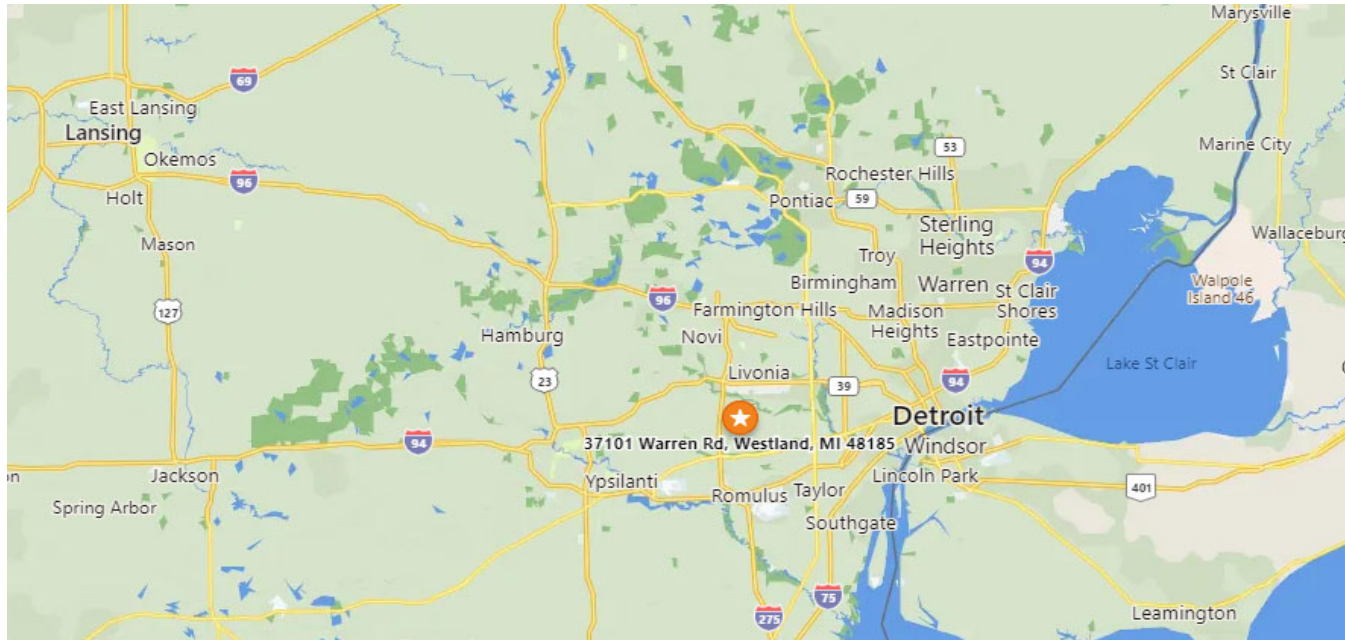 Marysville
St Clair
69
East Lansing
Lansing
Marine City
53
Okemos
Rochester Hills
96
59
Holt
Pontiac
Sterling
Heights
Wallaceburg
Mason
Troy
94
Birmingham
Warren
Walpole
Island 46
St Clair
Shores
96
127
Farmington Hills
Madison
Heights
Hamburg
Novi
Eastpointe
Lake St Clair
Livonia
23
39
94
Detroit
37101 Warren Rd, Westland, MI 48185
94
Windsor
Jackson
Ypsilanti
Lincoln Park
401
Romulus
Taylor
Spring Arbor
Southgate
75
275
Leamington